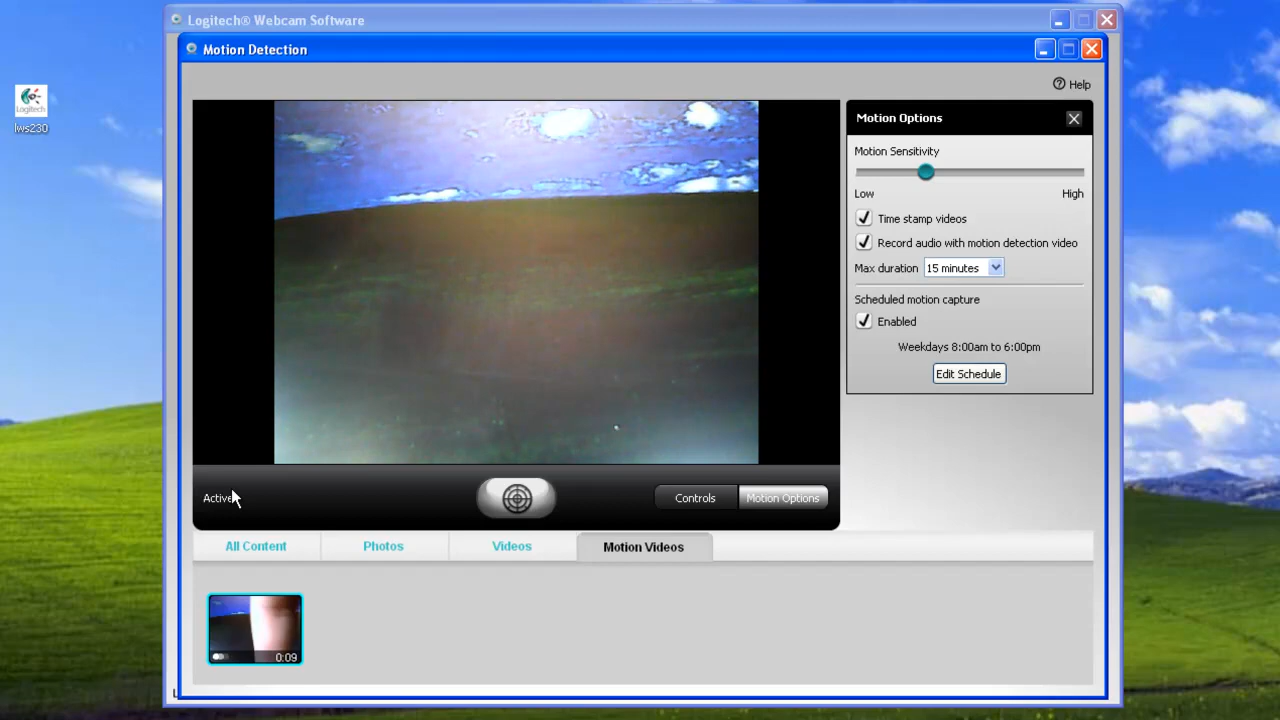 Logitech® Webcam Software
Motion Detection
Help
Logitech
lws230
Motion Options
Motion Sensitivity
Low
High
Time stamp videos
Record audio with motion detection video
Max duration 15 minutes
Scheduled motion capture
Enabled
Weekdays 8:00am to 6:00pm
Edit Schedule
Active
Controls
Motion Options
All Content
Photos
Videos
Motion Videos
0:09